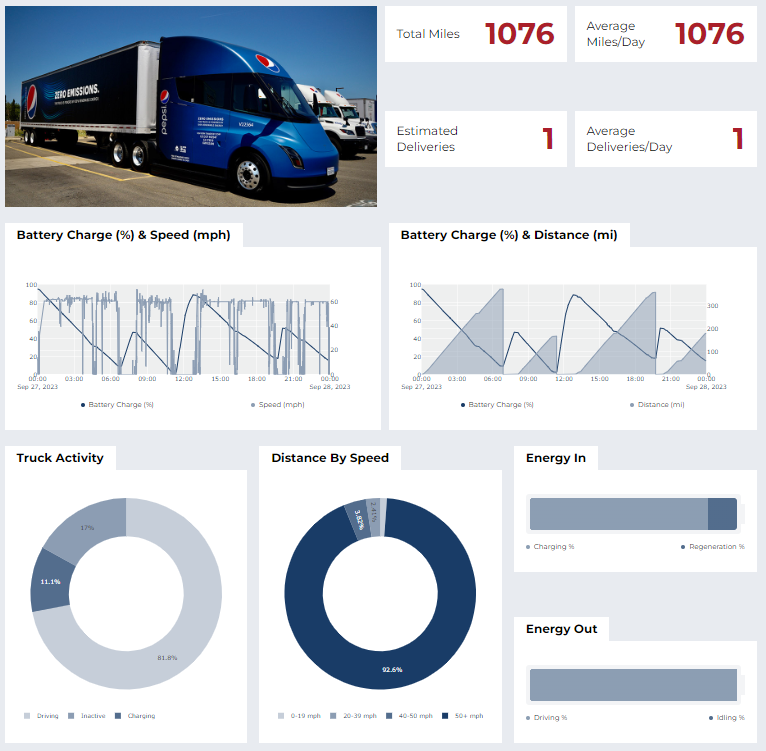 ZERO EMISSIONS.
pepsi
ZERO EMISSIONS
Total Miles 1076
Average Miles/Day 1076
Estimated Deliveries 1
Average Deliveries/Day 1
Battery Charge (%) & Speed (mph)
100
80
60
40
20
0
60
40
20
0
00:00 03:00 06:00 09:00 12:00 15:00 18:00 21:00 00:00
Sep 27, 2023 Sep 28, 2023
Battery Charge (%) Speed (mph)
Battery Charge (%) & Distance (mi)
100
80
60
40
20
0
300
200
100
0
00:00 03:00 06:00 09:00 12:00 15:00 18:00 21:00 00:00
Sep 27, 2023 Sep 28, 2023
Battery Charge (%) Distance (mi)
Truck Activity
17%
11.1%
81.8%
Driving Inactive Charging
Distance By Speed
3.82%
2.41%
92.6%
0-19 mph 20-39 mph 40-50 mph 50+ mph
Energy In
Charging % Regeneration %
Energy Out
Driving % Idling %